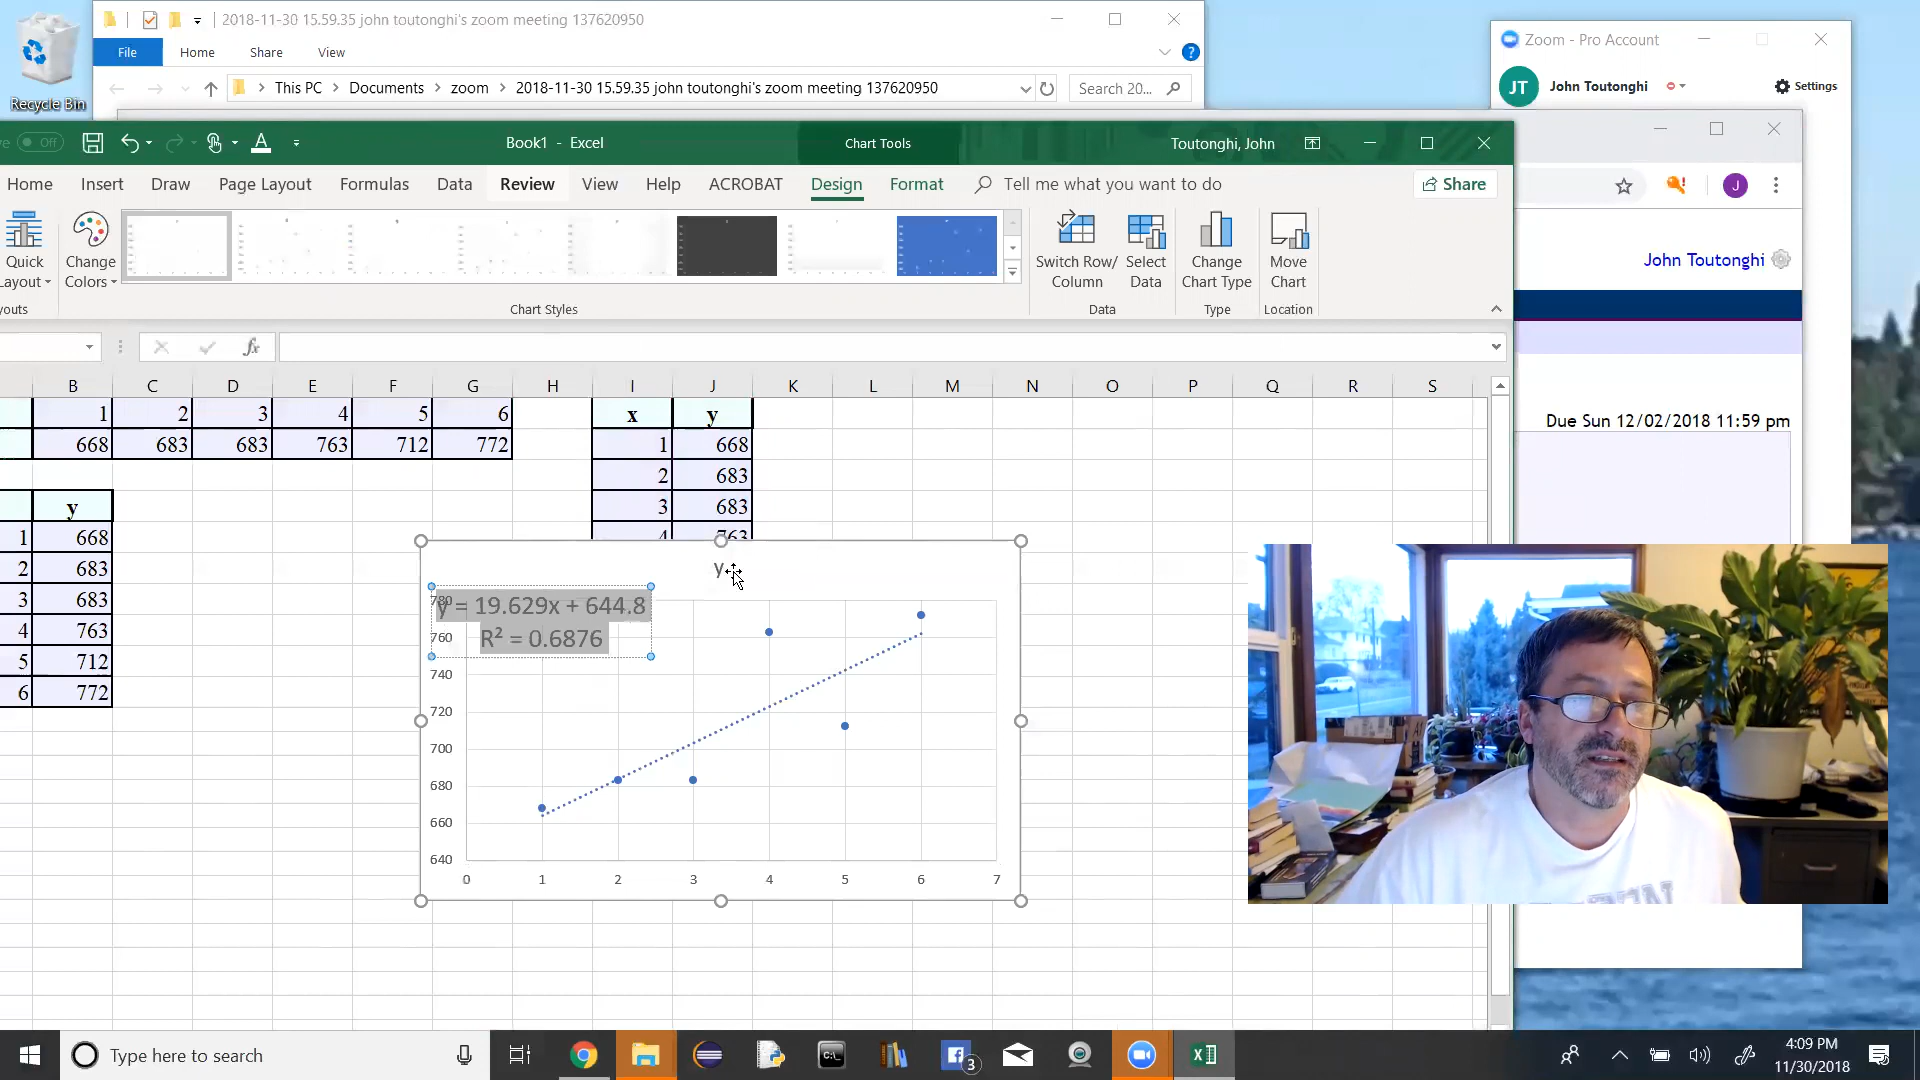 2018-11-30 15.59.35 john toutonghi's zoom meeting 137620950
File Home Share View
This PC Documents zoom 2018-11-30 15.59.35 john toutonghi's zoom meeting 137620950
Search 20...
Recycle Bin
Zoom - Pro Account
JT John Toutonghi Settings
Off
Book1 - Excel
Chart Tools
Toutonghi, John
Home Insert Draw Page Layout Formulas Data Review View Help ACROBAT Design Format Tell me what you want to do Share
Quick Layout
Change Colors
Chart Styles
Switch Row/ Column
Select Data
Data
Change Chart Type
Type
Move Chart
Location
fx
J
John Toutonghi
Due Sun 12/02/2018 11:59 pm
B C D E F G H I J K L M N O P Q R S
1 2 3 4 5 6 x y
668 683 683 763 712 772 1 668
2 683
3 683
4 763
y
1 668
2 683
3 683
4 763
5 712
6 772
y
y = 19.629x + 644.8
R² = 0.6876
780
760
740
720
700
680
660
640
0 1 2 3 4 5 6 7
Type here to search
3
4:09 PM
11/30/2018